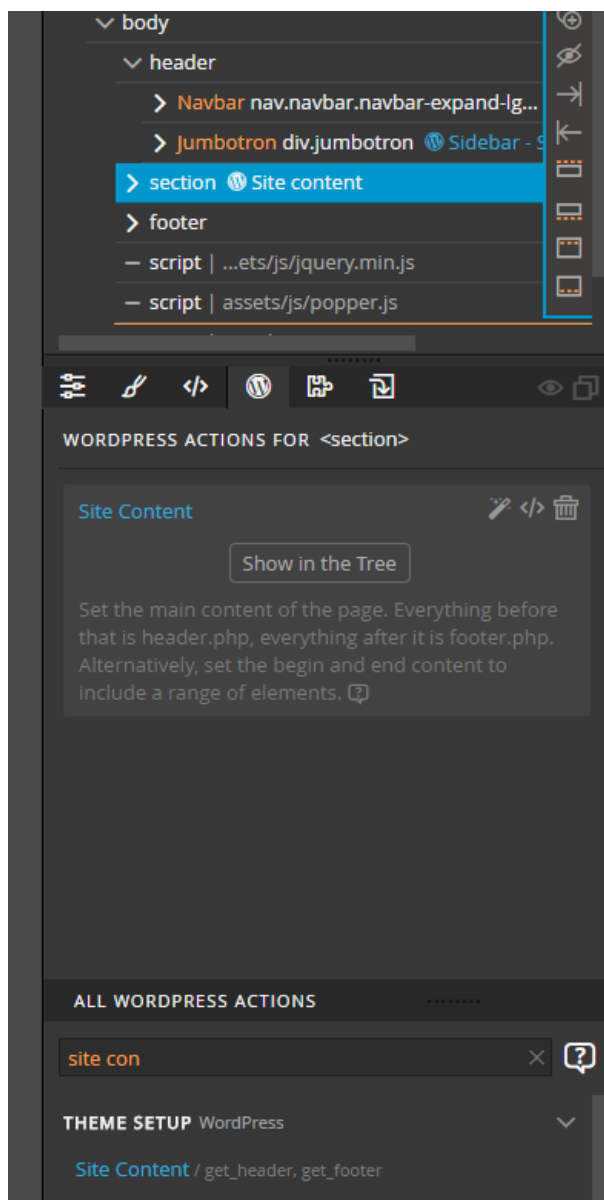 body
header
Navbar nav.navbar.navbar-expand-lg...
Jumbotron div.jumbotron Sidebar - S
section Site content
footer
script | ...ets/js/jquery.min.js
script | assets/js/popper.js
WORDPRESS ACTIONS FOR <section>
Site Content
Show in the Tree
Set the main content of the page. Everything before
that is header.php, everything after it is footer.php.
Alternatively, set the begin and end content to
include a range of elements.
ALL WORDPRESS ACTIONS
site con
THEME SETUP WordPress
Site Content / get_header, get_footer